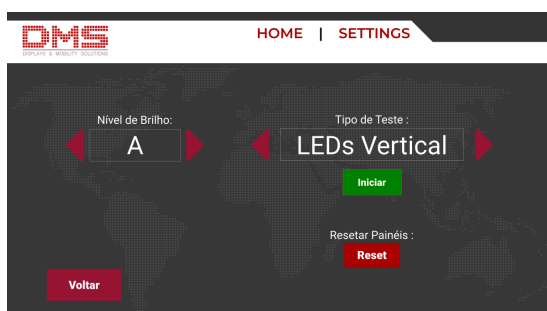 DMS
DISPLAYS & MOBILITY SOLUTIONS
HOME | SETTINGS
Nível de Brilho:
A
Tipo de Teste :
LEDs Vertical
Iniciar
Resetar Painéis :
Reset
Voltar